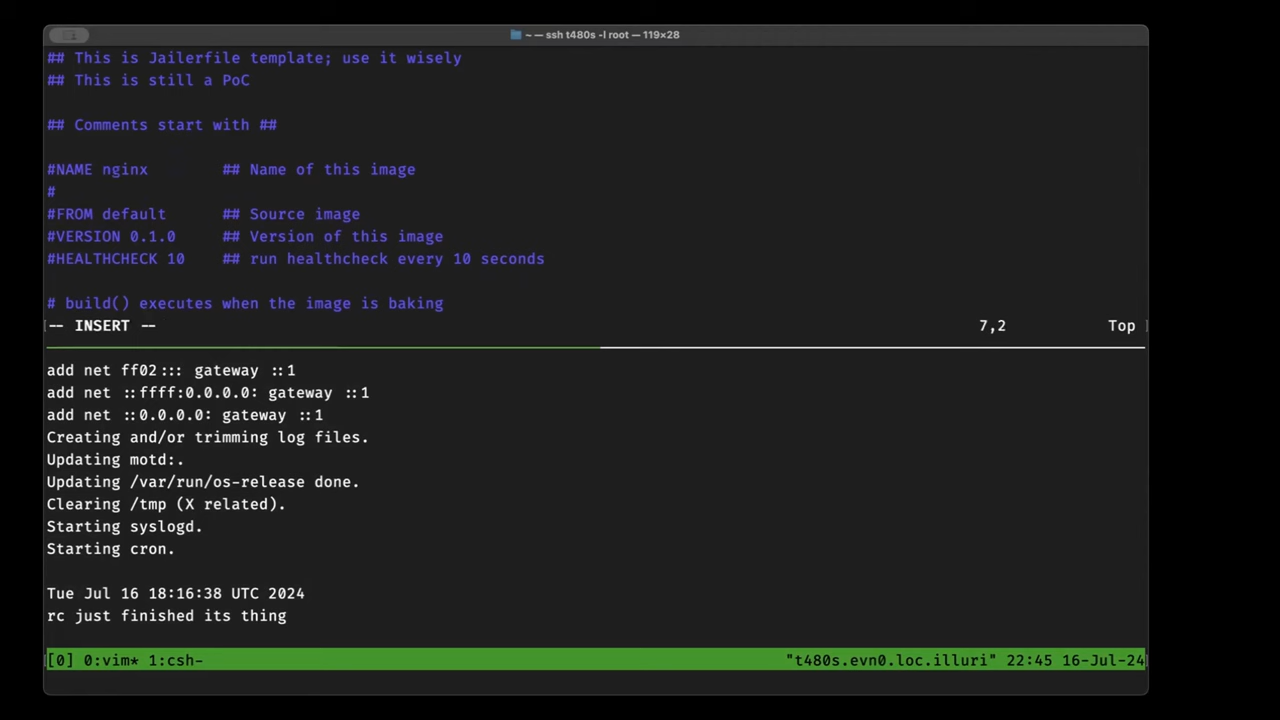 ~ — ssh t480s -l root — 119×28
## This is Jailerfile template; use it wisely
## This is still a PoC
## Comments start with ##
#NAME nginx ## Name of this image
#
#FROM default ## Source image
#VERSION 0.1.0 ## Version of this image
#HEALTHCHECK 10 ## run healthcheck every 10 seconds
# build() executes when the image is baking
-- INSERT -- 7,2 Top
add net ff02::: gateway ::1
add net ::ffff:0.0.0.0: gateway ::1
add net ::0.0.0.0: gateway ::1
Creating and/or trimming log files.
Updating motd:.
Updating /var/run/os-release done.
Clearing /tmp (X related).
Starting syslogd.
Starting cron.
Tue Jul 16 18:16:38 UTC 2024
rc just finished its thing
[0] 0:vim* 1:csh- "t480s.evn0.loc.illuri" 22:45 16-Jul-24